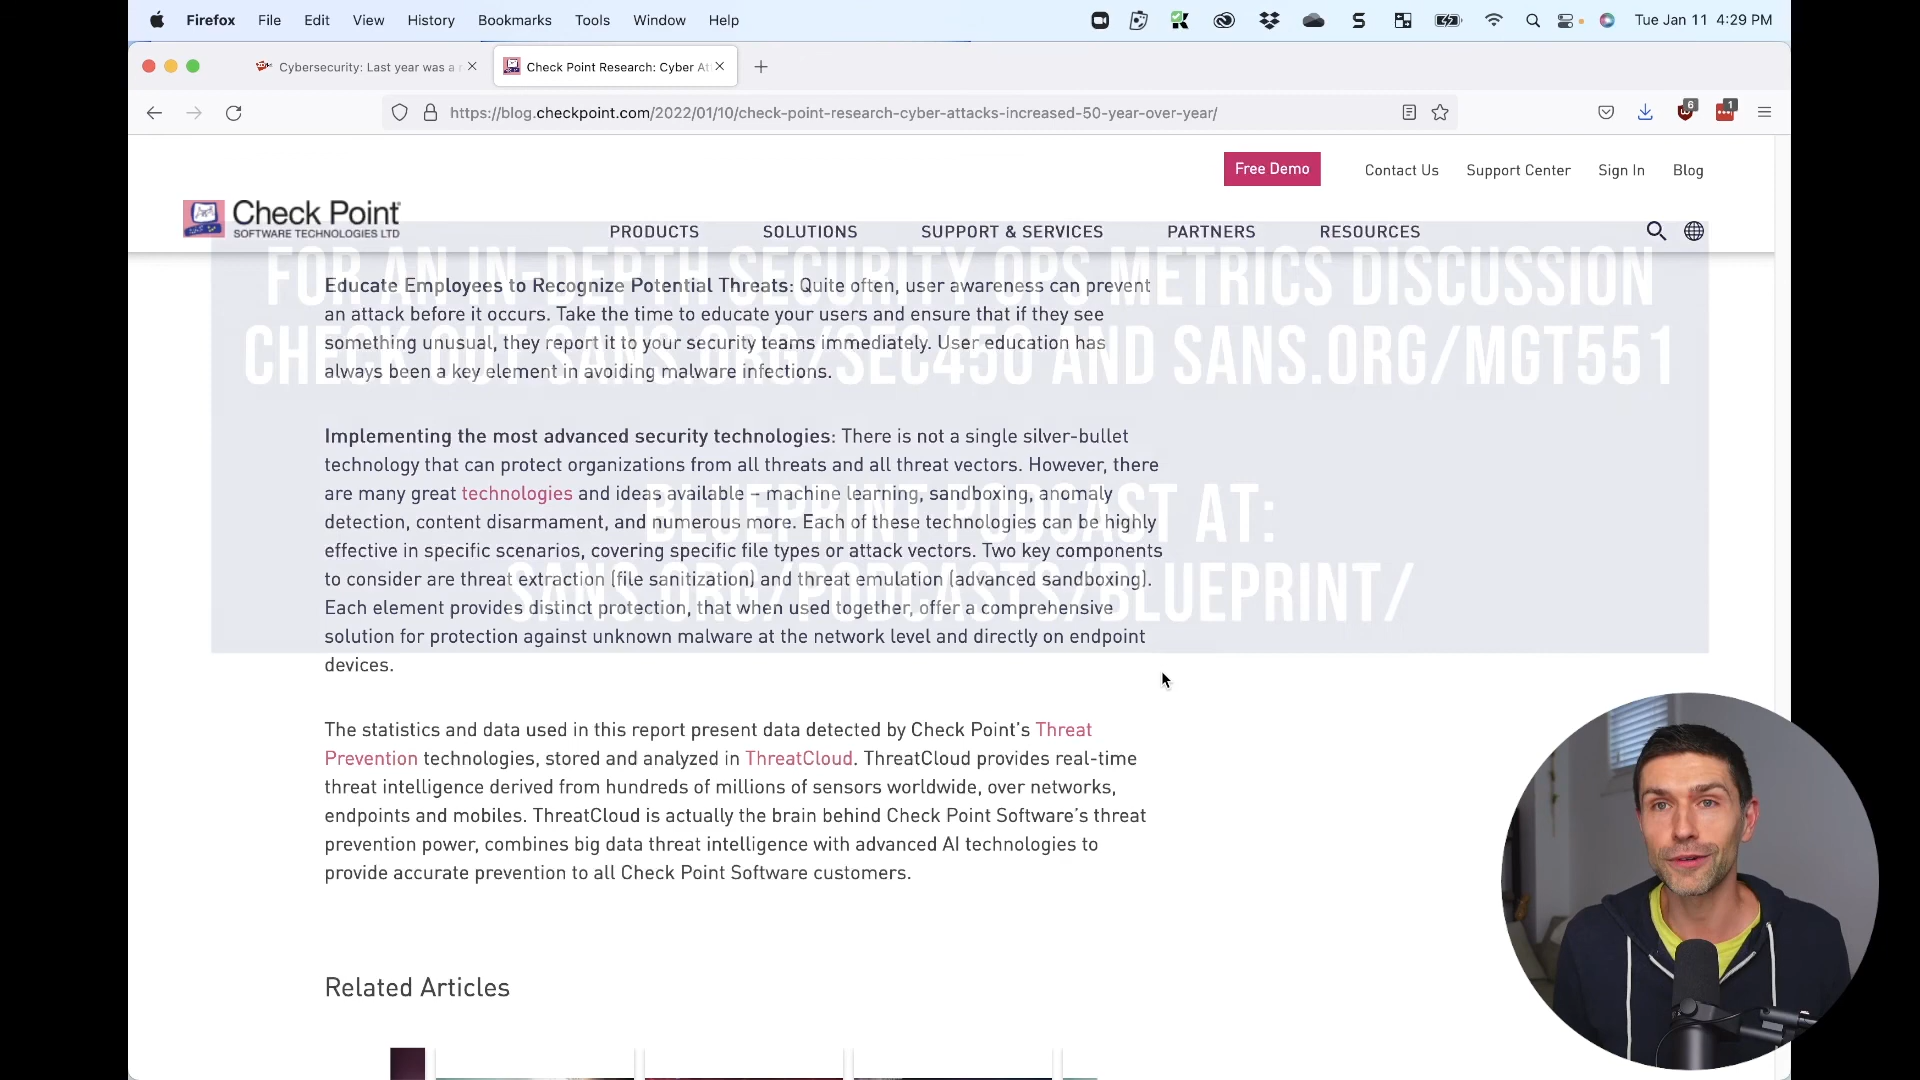 Firefox File Edit View History Bookmarks Tools Window Help
Tue Jan 11 4:29 PM
Cybersecurity: Last year was a
Check Point Research: Cyber At
https://blog.checkpoint.com/2022/01/10/check-point-research-cyber-attacks-increased-50-year-over-year/
6
1
Free Demo Contact Us Support Center Sign In Blog
Check Point
SOFTWARE TECHNOLOGIES LTD
PRODUCTS SOLUTIONS SUPPORT & SERVICES PARTNERS RESOURCES
FOR AN IN-DEPTH SECURITY OPS METRICS DISCUSSION
CHECK OUT SANS.ORG/SEC450 AND SANS.ORG/MGT551
BLUEPRINT PODCAST AT:
SANS.ORG/PODCASTS/BLUEPRINT/
Educate Employees to Recognize Potential Threats: Quite often, user awareness can prevent
an attack before it occurs. Take the time to educate your users and ensure that if they see
something unusual, they report it to your security teams immediately. User education has
always been a key element in avoiding malware infections.
Implementing the most advanced security technologies: There is not a single silver-bullet
technology that can protect organizations from all threats and all threat vectors. However, there
are many great technologies and ideas available – machine learning, sandboxing, anomaly
detection, content disarmament, and numerous more. Each of these technologies can be highly
effective in specific scenarios, covering specific file types or attack vectors. Two key components
to consider are threat extraction (file sanitization) and threat emulation (advanced sandboxing).
Each element provides distinct protection, that when used together, offer a comprehensive
solution for protection against unknown malware at the network level and directly on endpoint
devices.
The statistics and data used in this report present data detected by Check Point's Threat
Prevention technologies, stored and analyzed in ThreatCloud. ThreatCloud provides real-time
threat intelligence derived from hundreds of millions of sensors worldwide, over networks,
endpoints and mobiles. ThreatCloud is actually the brain behind Check Point Software's threat
prevention power, combines big data threat intelligence with advanced AI technologies to
provide accurate prevention to all Check Point Software customers.
Related Articles